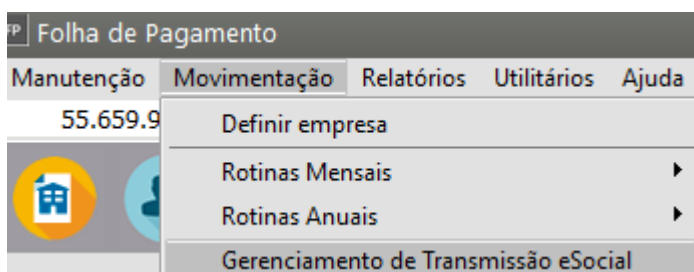 FP Folha de Pagamento
Manutenção Movimentação Relatórios Utilitários Ajuda
55.659.9
Definir empresa
Rotinas Mensais
Rotinas Anuais
Gerenciamento de Transmissão eSocial